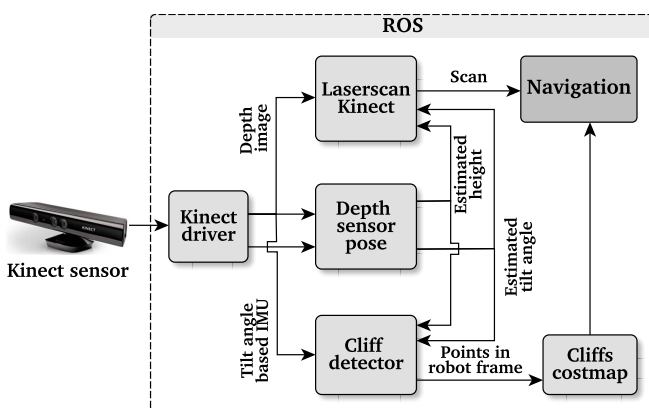 ROS
Laserscan
Kinect
Scan
Navigation
Depth
image
Estimated
height
Kinect
driver
Depth
sensor
pose
KINECT
Kinect sensor
Estimated
tilt angle
Tilt angle
based IMU
Cliff
detector
Points in
robot frame
Cliffs
costmap